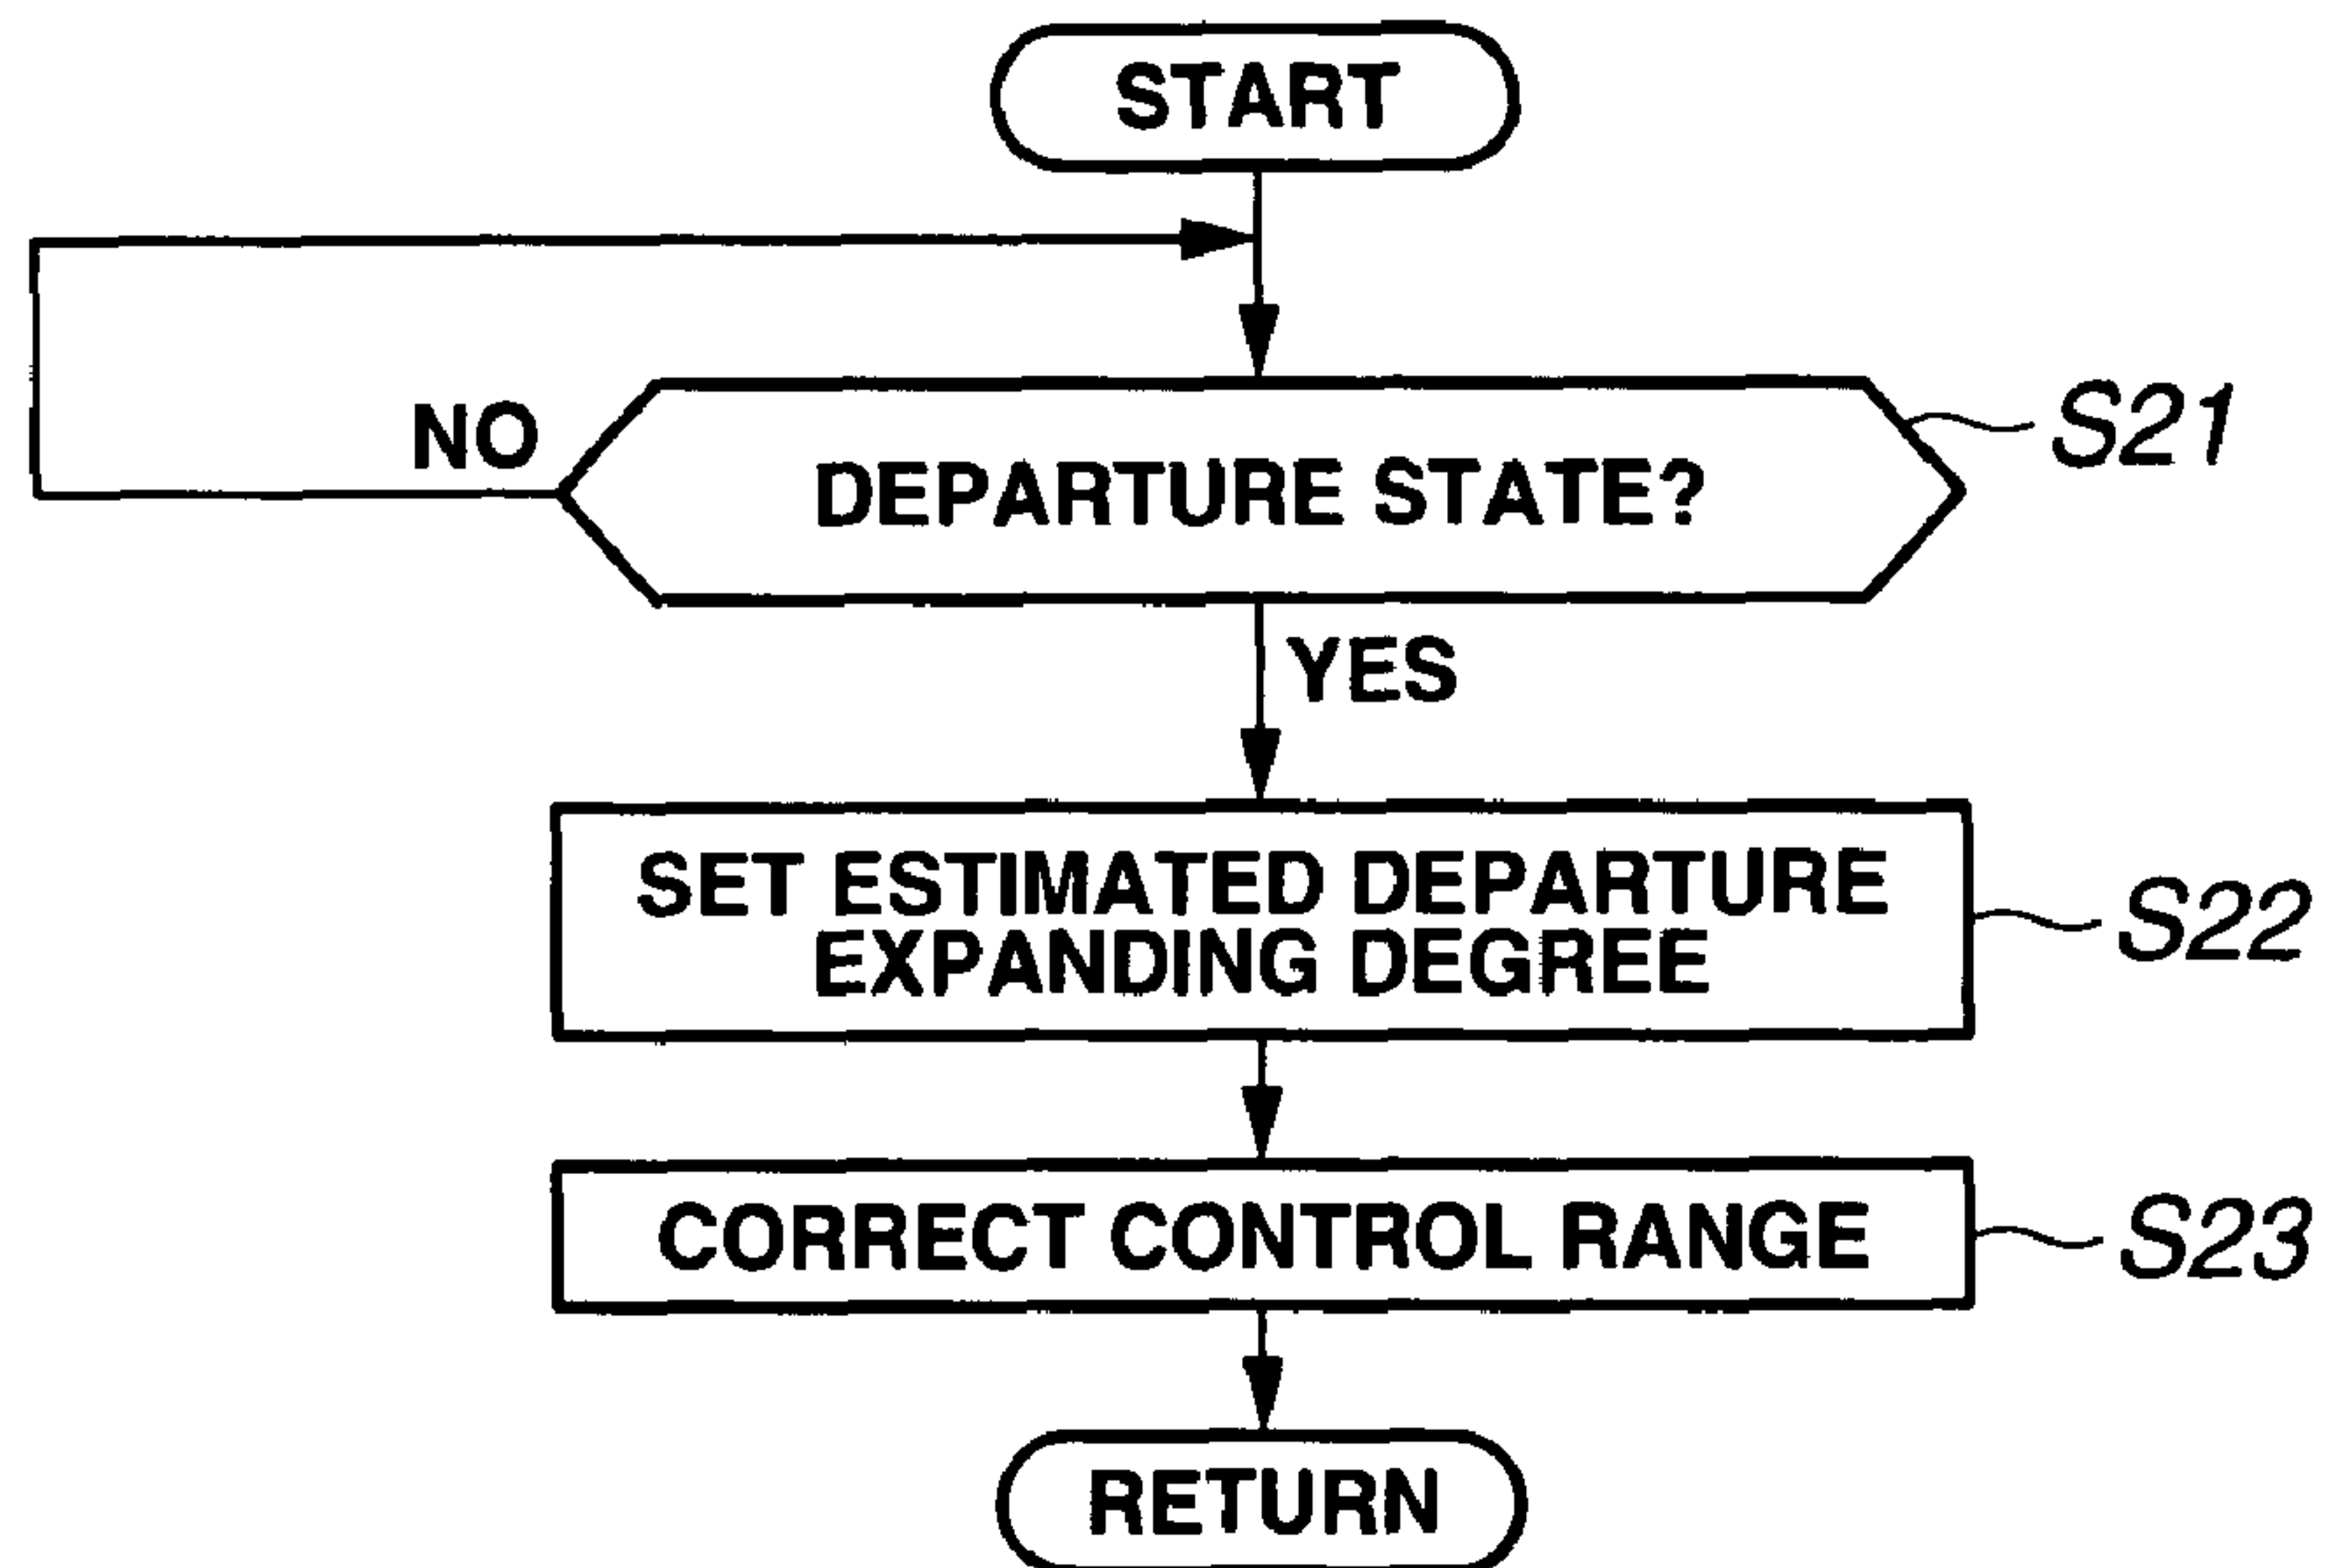 START
NO
DEPARTURE STATE?
S21
YES
SET ESTIMATED DEPARTURE
EXPANDING DEGREE
S22
CORRECT CONTROL RANGE
S23
RETURN